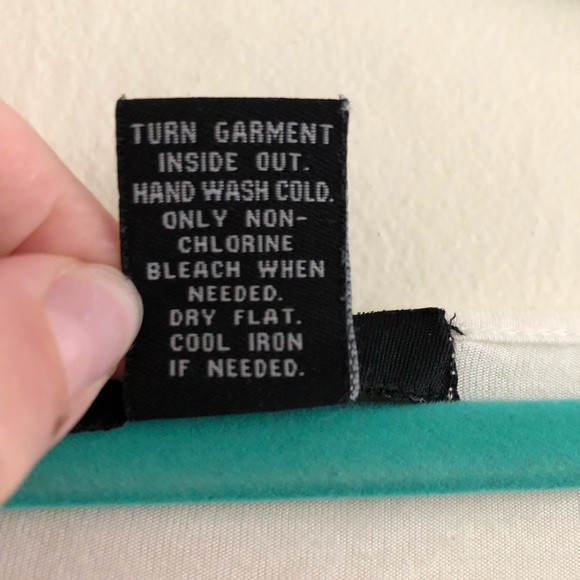 TURN GARMENT
INSIDE OUT.
HAND WASH COLD.
ONLY NON-
CHLORINE
BLEACH WHEN
NEEDED.
DRY FLAT.
COOL IRON
IF NEEDED.